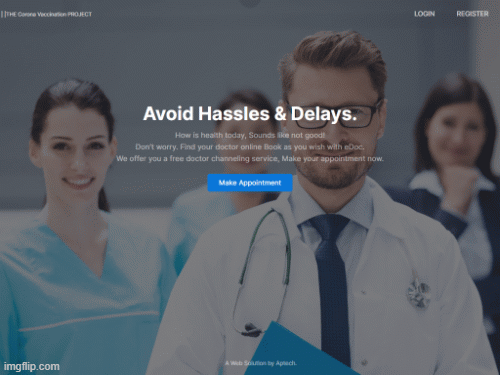 ||THE Corona Vaccination PROJECT
LOGIN
REGISTER
Avoid Hassles & Delays.
How is health today, Sounds like not good!
Don't worry. Find your doctor online Book as you wish with eDoc.
We offer you a free doctor channeling service, Make your appointment now.
Make Appointment
A Web Solution by Aptech.
imgflip.com